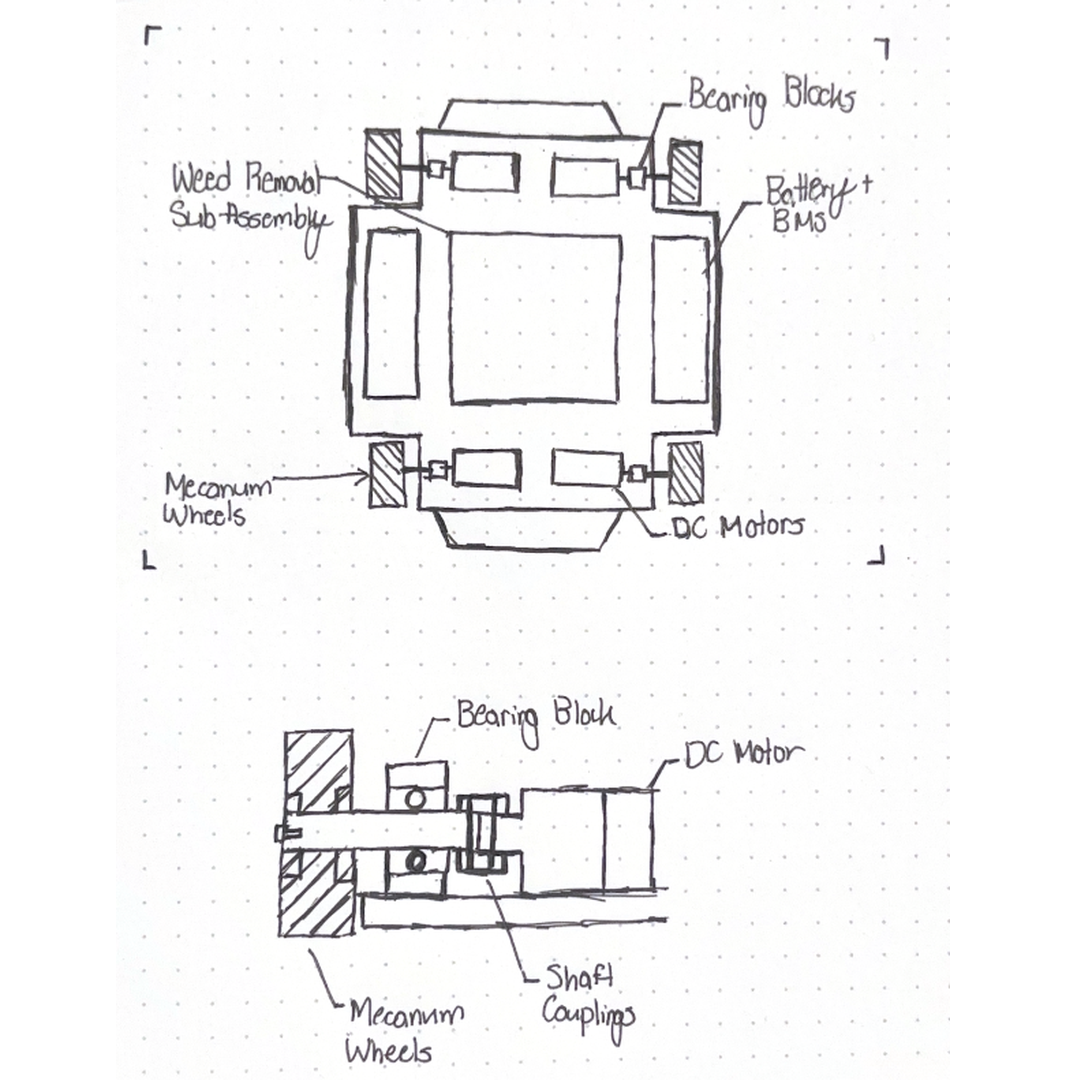 Bearing Blocks
Weed Removal
Sub-Assembly
Battery +
BMS
Mecanum
Wheels
DC Motors
Bearing Block
DC Motor
Shaft
Couplings
Mecanum
Wheels